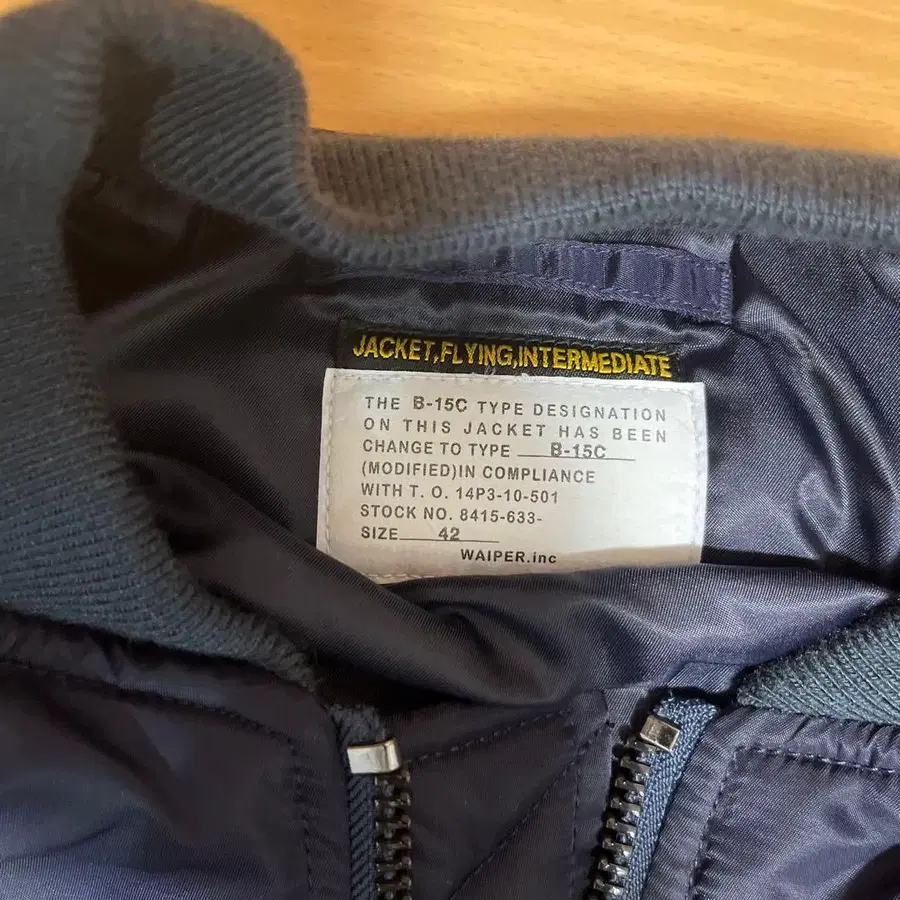 JACKET,FLYING,INTERMEDIATE
THE B-15C TYPE DESIGNATION
ON THIS JACKET HAS BEEN
CHANGE TO TYPE B-15C
(MODIFIED)IN COMPLIANCE
WITH T. O. 14P3-10-501
STOCK NO. 8415-633-
SIZE 42
WAIPER.inc